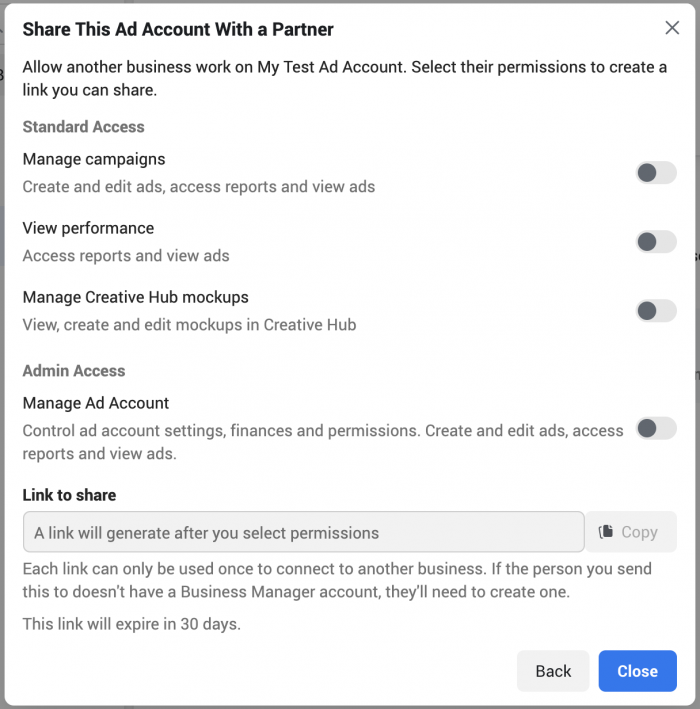 Share This Ad Account With a Partner
Allow another business work on My Test Ad Account. Select their permissions to create a
link you can share.
Standard Access
Manage campaigns
Create and edit ads, access reports and view ads
View performance
Access reports and view ads
Manage Creative Hub mockups
View, create and edit mockups in Creative Hub
Admin Access
Manage Ad Account
Control ad account settings, finances and permissions. Create and edit ads, access
reports and view ads.
Link to share
A link will generate after you select permissions
Copy
Each link can only be used once to connect to another business. If the person you send
this to doesn't have a Business Manager account, they'll need to create one.
This link will expire in 30 days.
Back
Close